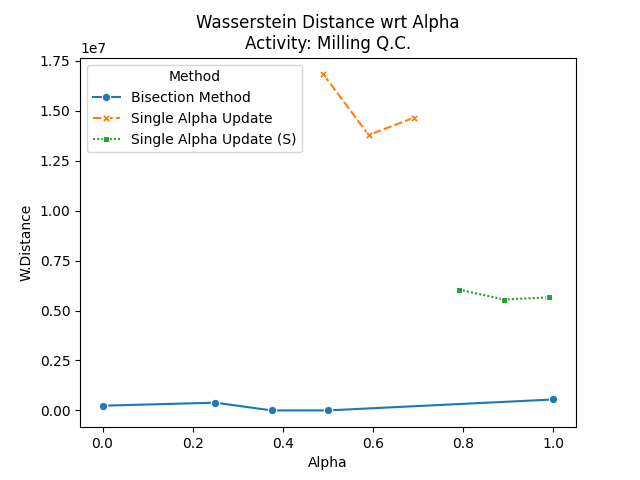 Wasserstein Distance wrt Alpha
Activity: Milling Q.C.
1e7
Method
Bisection Method
Single Alpha Update
Single Alpha Update (S)
W.Distance
1.75
1.50
1.25
1.00
0.75
0.50
0.25
0.00
0.0 0.2 0.4 0.6 0.8 1.0
Alpha